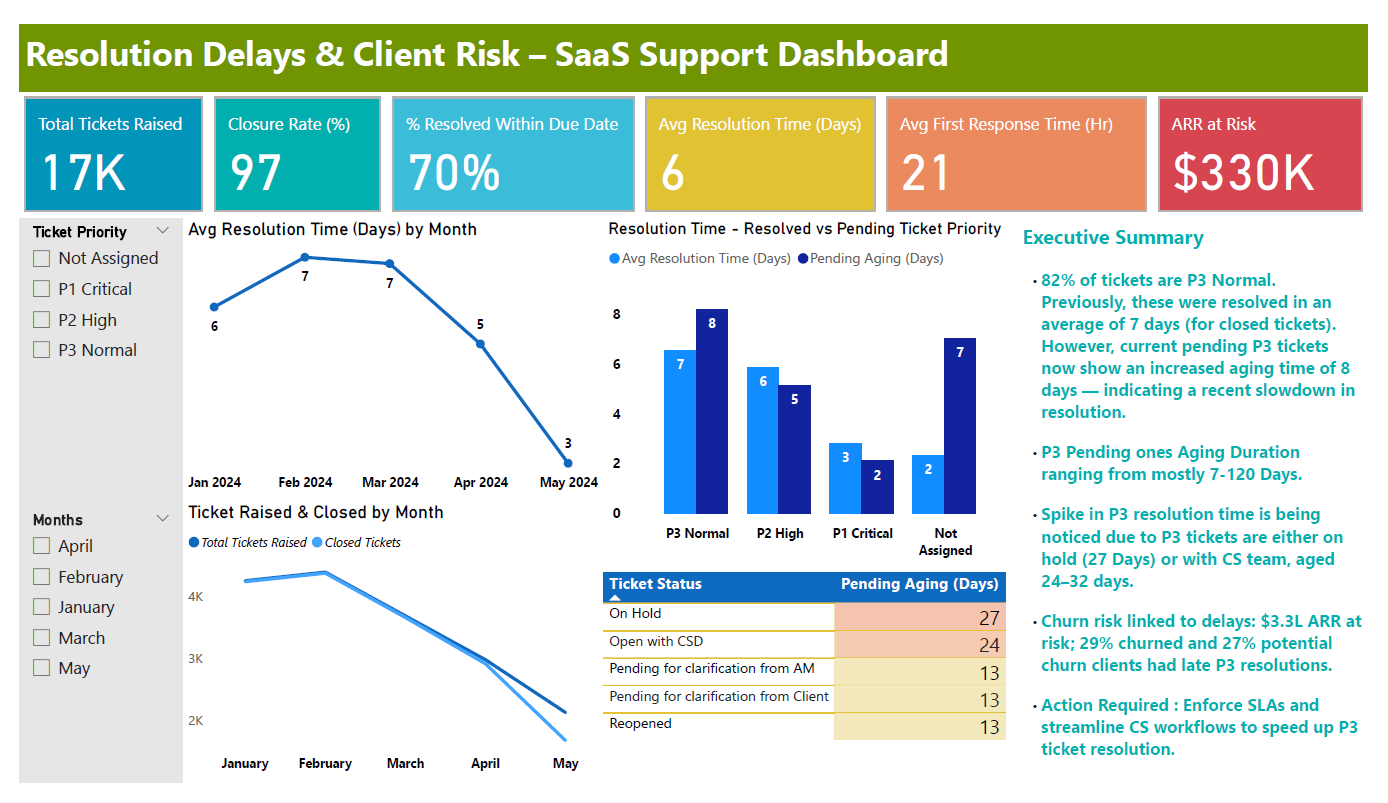 Resolution Delays & Client Risk – SaaS Support Dashboard
Total Tickets Raised
17K
Closure Rate (%)
97
% Resolved Within Due Date
70%
Avg Resolution Time (Days)
6
Avg First Response Time (Hr)
21
ARR at Risk
$330K
Ticket Priority
Not Assigned
P1 Critical
P2 High
P3 Normal
Months
April
February
January
March
May
Avg Resolution Time (Days) by Month
6
7
7
5
3
Jan 2024 Feb 2024 Mar 2024 Apr 2024 May 2024
Ticket Raised & Closed by Month
Total Tickets Raised Closed Tickets
4K
3K
2K
January February March April May
Resolution Time - Resolved vs Pending Ticket Priority
Avg Resolution Time (Days) Pending Aging (Days)
8
6
4
2
0
7 8 6 5 3 2 2 7
P3 Normal P2 High P1 Critical Not
Assigned
Ticket Status Pending Aging (Days)
On Hold 27
Open with CSD 24
Pending for clarification from AM 13
Pending for clarification from Client 13
Reopened 13
Executive Summary
• 82% of tickets are P3 Normal.
Previously, these were resolved in an
average of 7 days (for closed tickets).
However, current pending P3 tickets
now show an increased aging time of 8
days — indicating a recent slowdown in
resolution.
• P3 Pending ones Aging Duration
ranging from mostly 7-120 Days.
• Spike in P3 resolution time is being
noticed due to P3 tickets are either on
hold (27 Days) or with CS team, aged
24–32 days.
• Churn risk linked to delays: $3.3L ARR at
risk; 29% churned and 27% potential
churn clients had late P3 resolutions.
• Action Required : Enforce SLAs and
streamline CS workflows to speed up P3
ticket resolution.